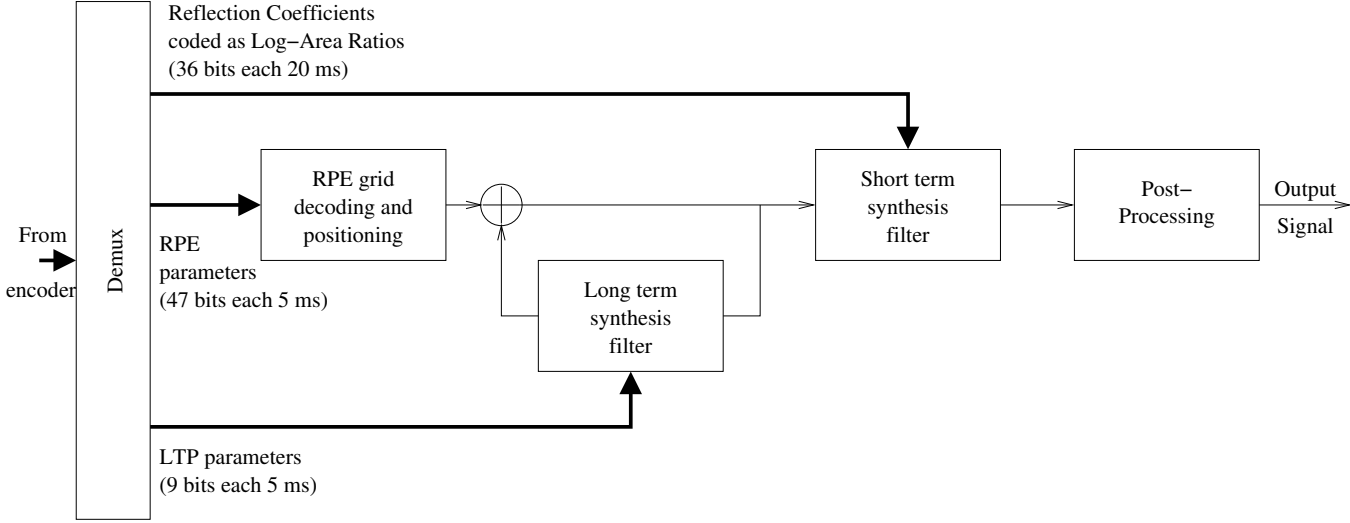 Reflection Coefficients
coded as Log−Area Ratios
(36 bits each 20 ms)
From
encoder
Demux
RPE grid
decoding and
positioning
RPE
parameters
(47 bits each 5 ms)
Long term
synthesis
filter
Short term
synthesis
filter
Post−
Processing
Output
Signal
LTP parameters
(9 bits each 5 ms)